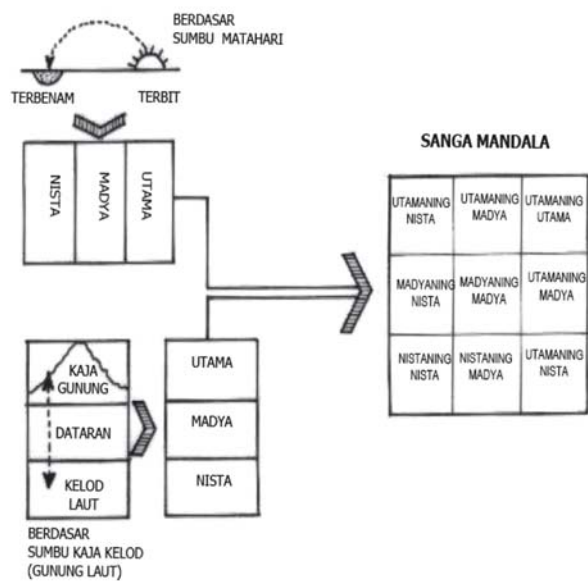 BERDASAR
SUMBU MATAHARI
TERBENAM
TERBIT
NISTA
MADYA
UTAMA
SANGA MANDALA
UTAMANING
NISTA
UTAMANING
MADYA
UTAMANING
UTAMA
MADYANING
NISTA
MADYANING
MADYA
UTAMANING
MADYA
NISTANING
NISTA
NISTANING
MADYA
UTAMANING
NISTA
KAJA
GUNUNG
DATARAN
KELOD
LAUT
UTAMA
MADYA
NISTA
BERDASAR
SUMBU KAJA KELOD
(GUNUNG LAUT)